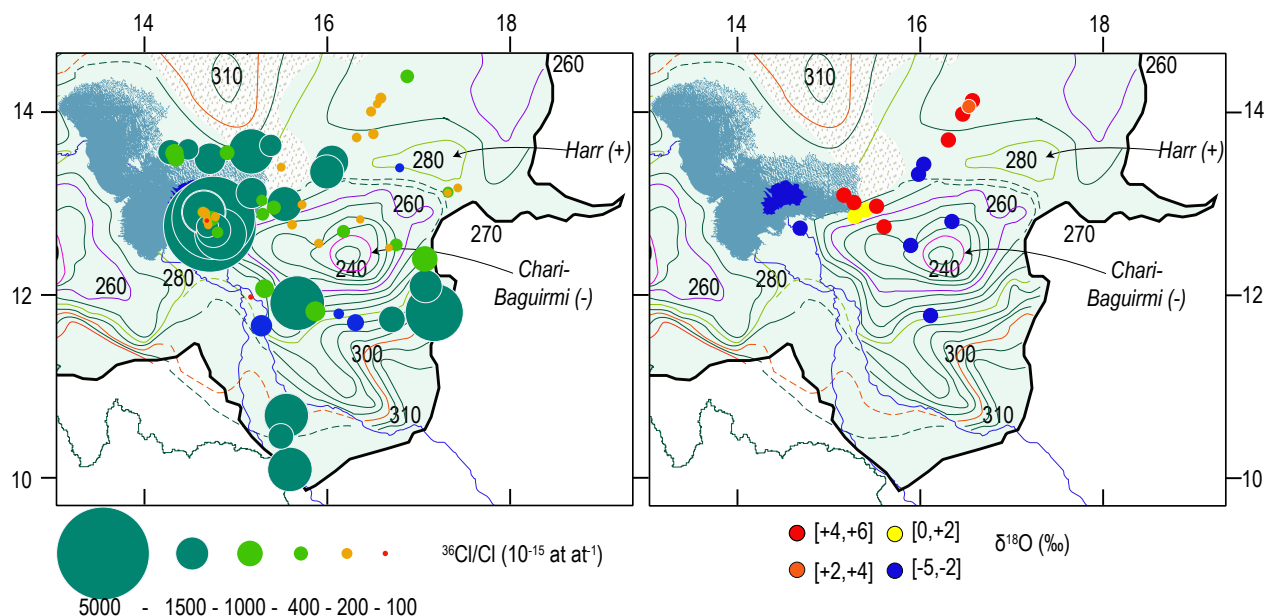 14 16 18
310
260
14
280
Harr (+)
260
270
240
280
260
Chari-
Baguirmi (-)
12
300
310
10
14 16 18
310
260
14
280
Harr (+)
260
270
240
280
260
Chari-
Baguirmi (-)
12
300
310
10
³⁶Cl/Cl (10⁻¹⁵ at at⁻¹)
5000 - 1500 - 1000 - 400 - 200 - 100
[+4,+6] [0,+2]
δ¹⁸O (‰)
[+2,+4] [-5,-2]